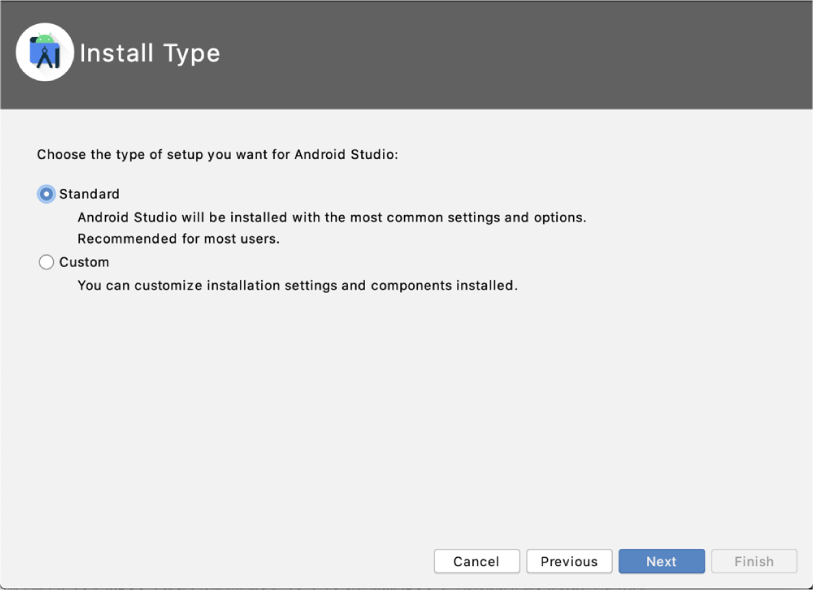 Install Type
Choose the type of setup you want for Android Studio:
Standard
Android Studio will be installed with the most common settings and options.
Recommended for most users.
Custom
You can customize installation settings and components installed.
Cancel
Previous
Next
Finish